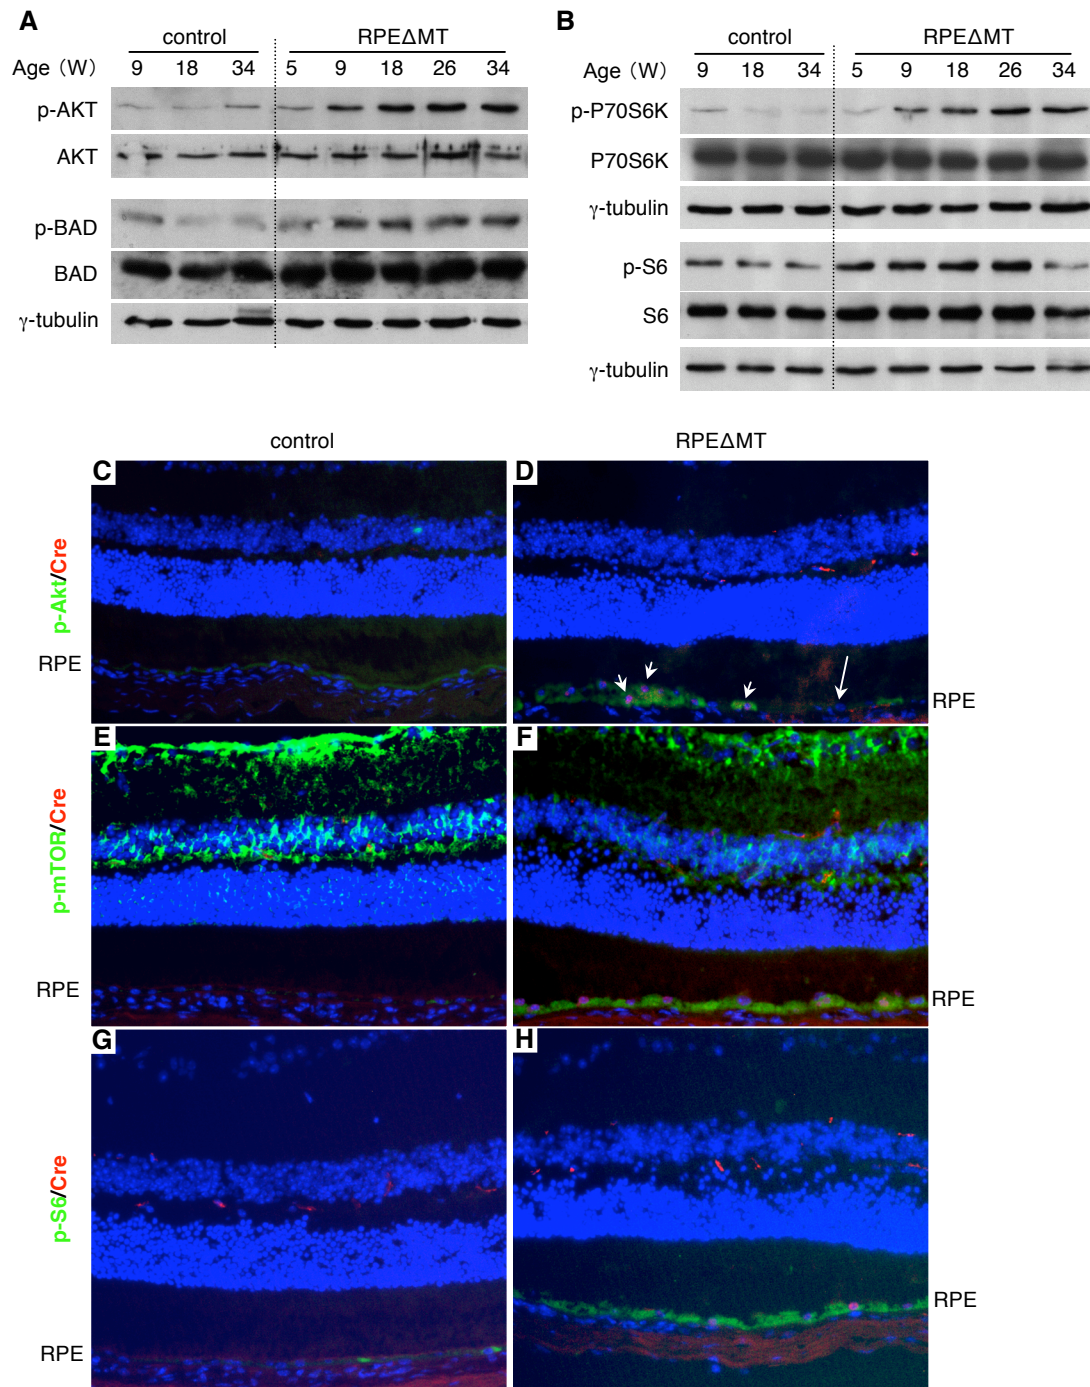 A
control RPEΔMT
Age (W) 9 18 34 5 9 18 26 34
p-AKT
AKT
p-BAD
BAD
γ-tubulin
B
control RPEΔMT
Age (W) 9 18 34 5 9 18 26 34
p-P70S6K
P70S6K
γ-tubulin
p-S6
S6
γ-tubulin
control RPEΔMT
C
p-Akt/Cre
RPE
D
RPE
E
p-mTOR/Cre
RPE
F
RPE
G
p-S6/Cre
RPE
H
RPE